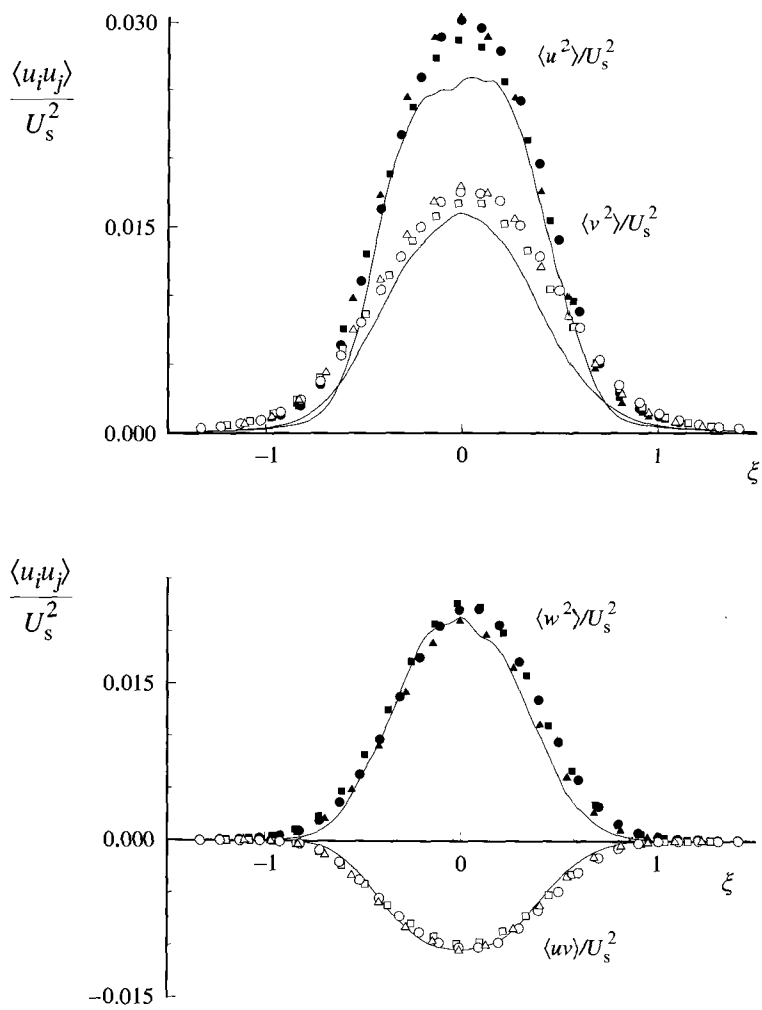 ⟨u_i u_j⟩
U_s^2
0.030
0.015
0.000
−1
0
1
ξ
⟨u^2⟩/U_s^2
⟨v^2⟩/U_s^2
⟨u_i u_j⟩
U_s^2
0.015
0.000
−0.015
−1
0
1
ξ
⟨w^2⟩/U_s^2
⟨uv⟩/U_s^2